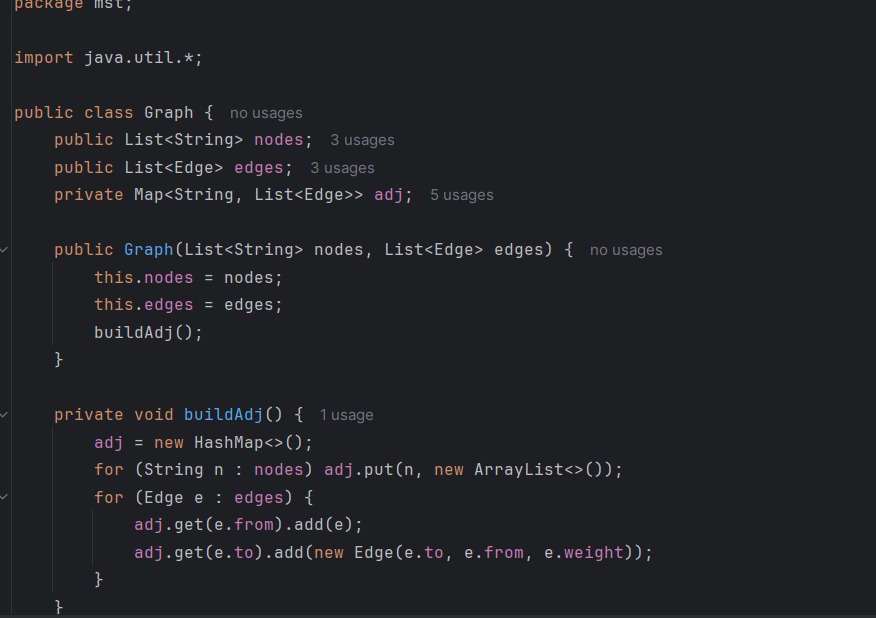 package mst;
import java.util.*;
public class Graph { no usages
public List<String> nodes; 3 usages
public List<Edge> edges; 3 usages
private Map<String, List<Edge>> adj; 5 usages
public Graph(List<String> nodes, List<Edge> edges) { no usages
this.nodes = nodes;
this.edges = edges;
buildAdj();
}
private void buildAdj() { 1 usage
adj = new HashMap<>();
for (String n : nodes) adj.put(n, new ArrayList<>());
for (Edge e : edges) {
adj.get(e.from).add(e);
adj.get(e.to).add(new Edge(e.to, e.from, e.weight));
}
}